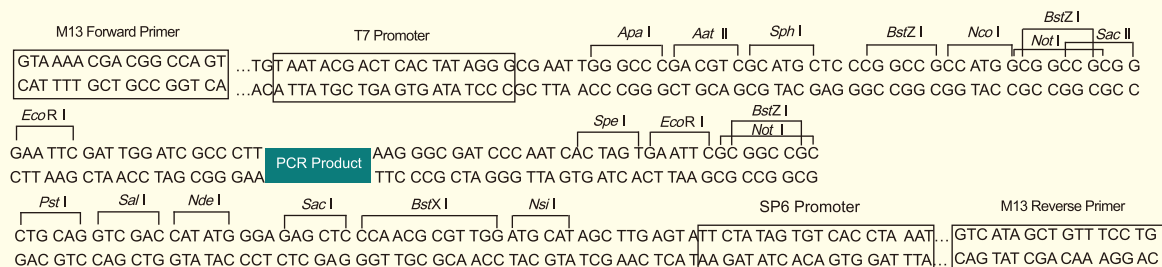 M13 Forward Primer T7 Promoter Apa I Aat II Sph I BstZ I Nco I BstZ I Not I Sac II
GTA AAA CGA CGG CCA GT ...TGTAAT ACG ACT CAC TAT AGG GCG AAT TGG GCC CGA CGT CGC ATG CTC CCG GCC GCC ATG GCG GCC GCG G
CAT TTT GCT GCC GGT CA ...ACATTA TGC TGA GTG ATA TCC CGC TTA ACC CGG GCT GCA GCG TAC GAG GGC CGG CGG TAC CGC CGG CGC C
EcoR I Spe I EcoR I BstZ I Not I
GAA TTC GAT TGG ATC GCC CTT PCR Product AAG GGC GAT CCC AAT CAC TAG TGA ATT CGC GGC CGC
CTT AAG CTA ACC TAG CGG GAA TTC CCG CTA GGG TTA GTG ATC ACT TAA GCG CCG GCG
Pst I Sal I Nde I Sac I BstX I Nsi I SP6 Promoter M13 Reverse Primer
CTG CAG GTC GAC CAT ATG GGA GAG CTC CCA ACG CGT TGG ATG CAT AGC TTG AGT ATT CTA TAG TGT CAC CTA AAT... GTC ATA GCT GTT TCC TG
GAC GTC CAG CTG GTA TAC CCT CTC GAG GGT TGC GCA ACC TAC GTA TCG AAC TCA TAA GAT ATC ACA GTG GAT TTA... CAG TAT CGA CAA AGG AC